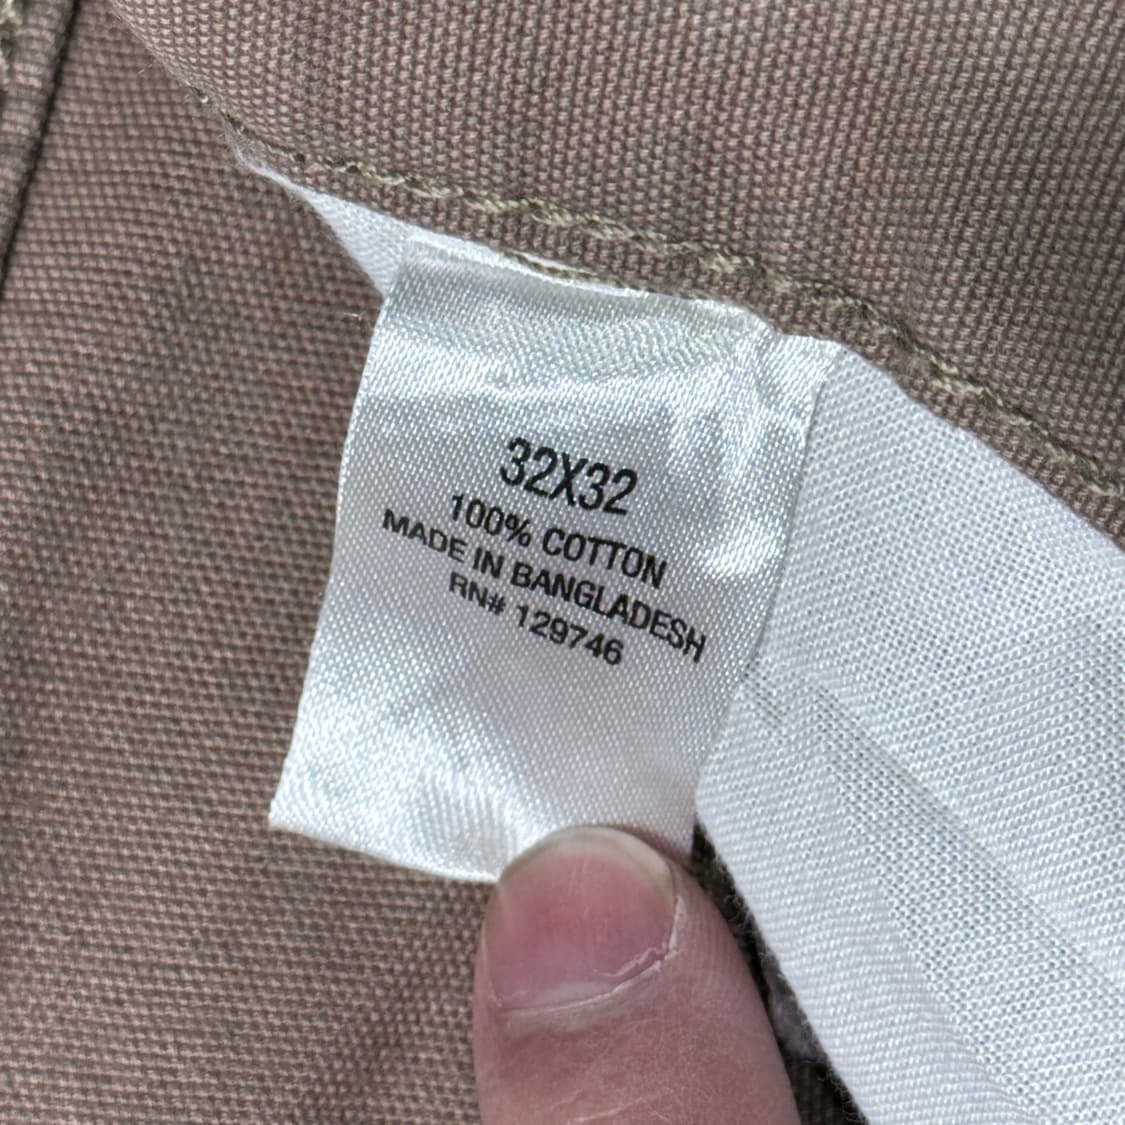 32X32
100% COTTON
MADE IN BANGLADESH
RN# 129746